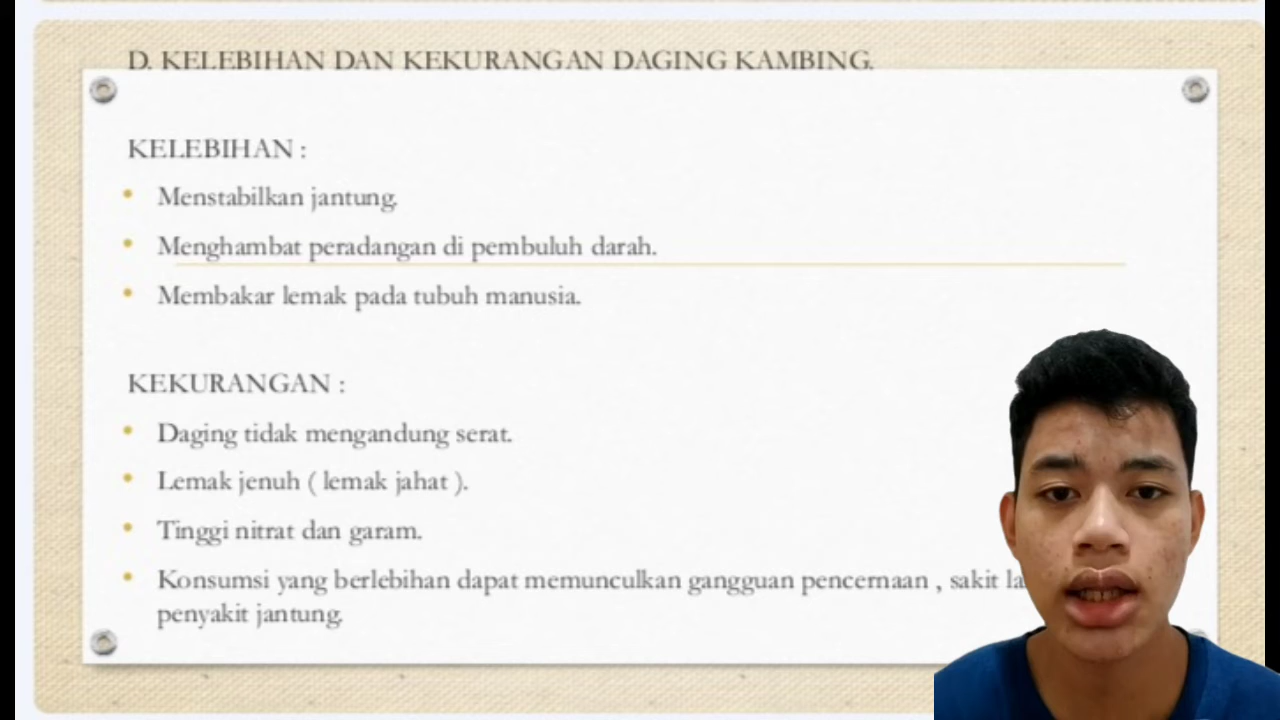 D. KELEBIHAN DAN KEKURANGAN DAGING KAMBING.
KELEBIHAN :
Menstabilkan jantung.
Menghambat peradangan di pembuluh darah.
Membakar lemak pada tubuh manusia.
KEKURANGAN :
Daging tidak mengandung serat.
Lemak jenuh ( lemak jahat ).
Tinggi nitrat dan garam.
Konsumsi yang berlebihan dapat memunculkan gangguan pencernaan , sakit
penyakit jantung.